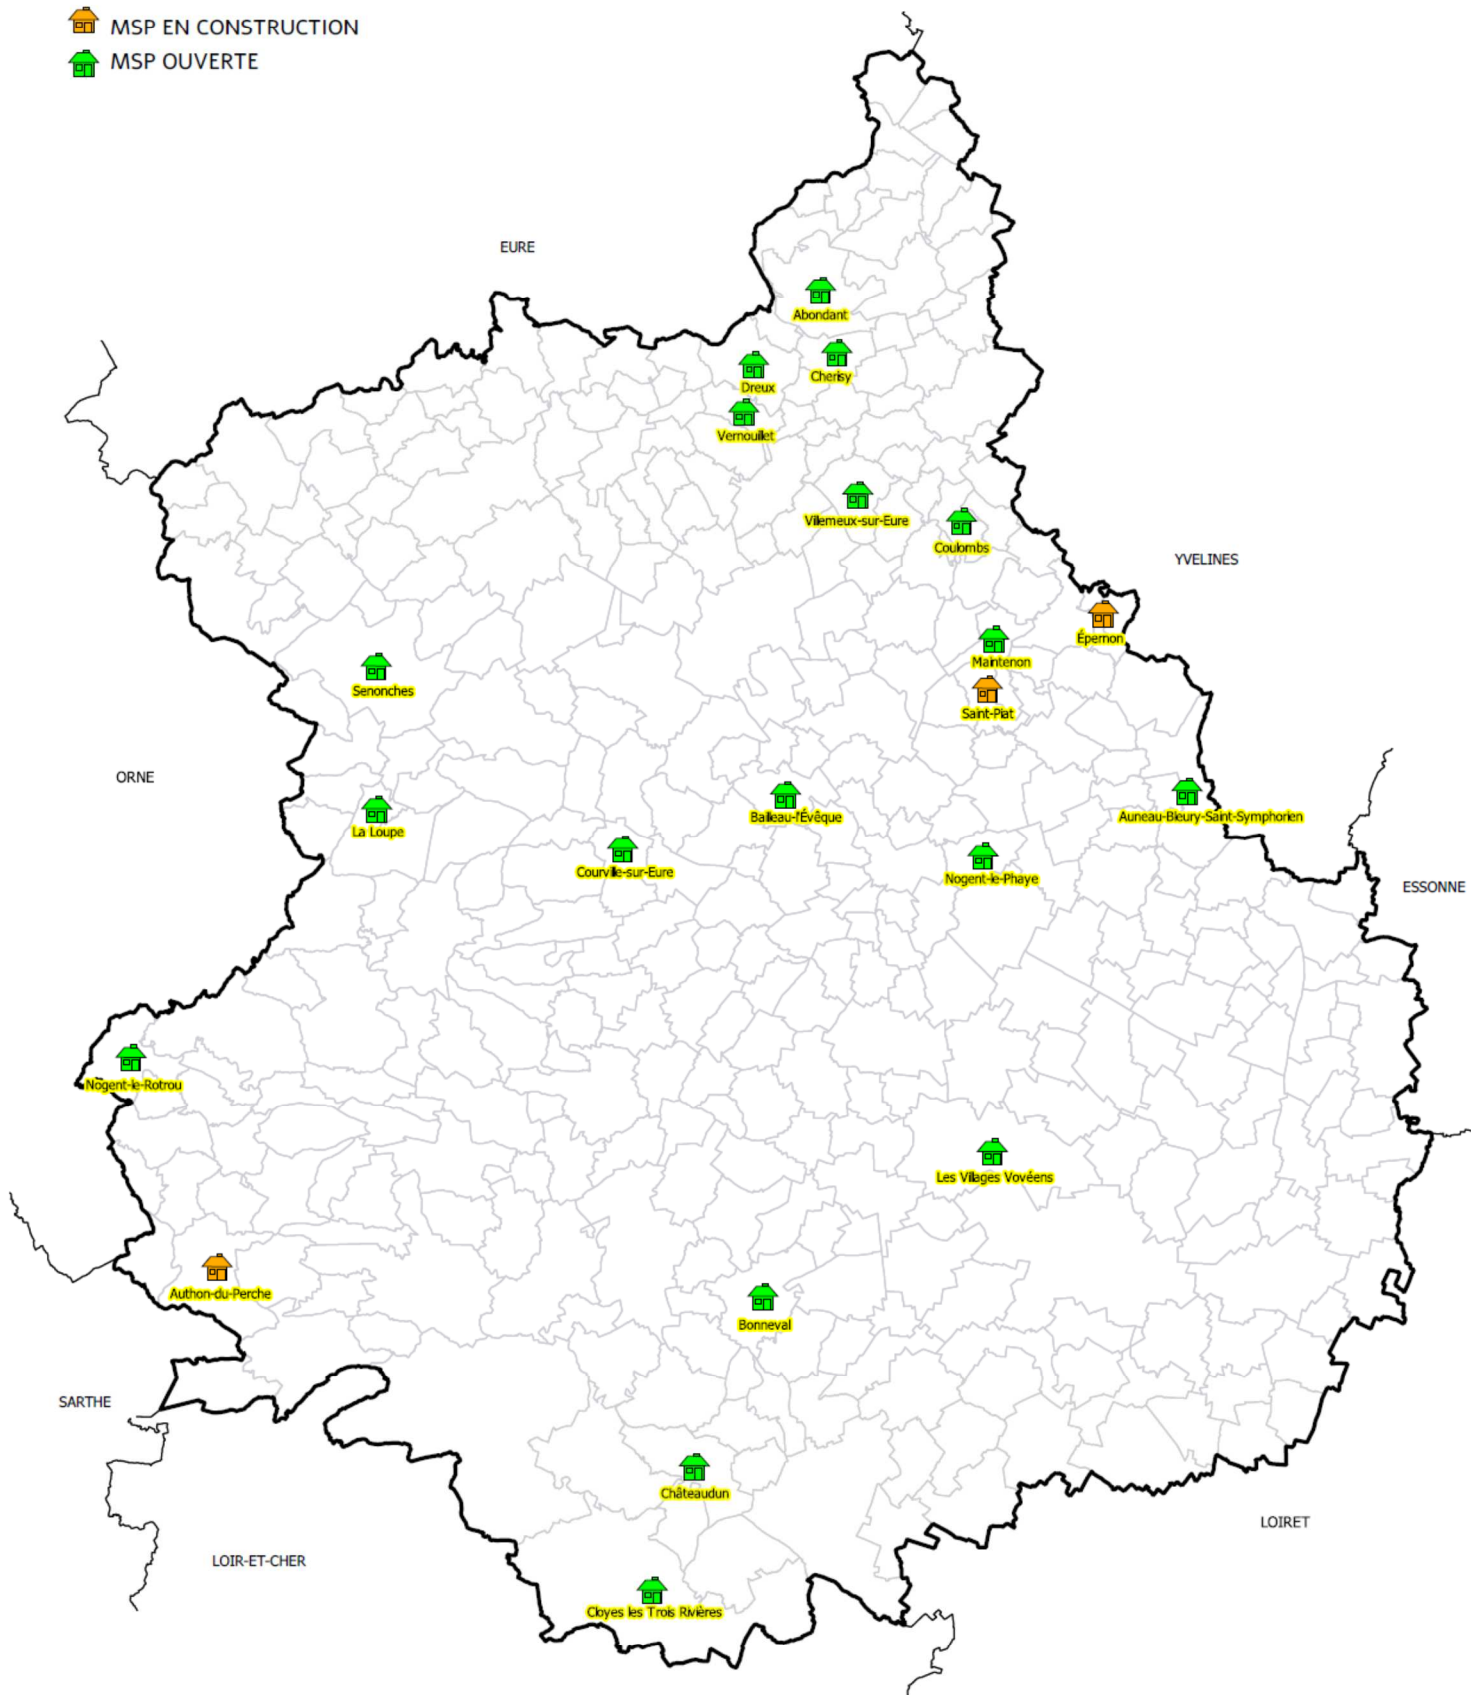 MSP EN CONSTRUCTION
MSP OUVERTE
EURE
Abondant
Cherisy
Dreux
Vernouillet
Villemeux-sur-Eure
Coulombs
YVELINES
Épernon
Maintenon
Senonches
Saint-Piat
ORNE
Bailleau-l'Évêque
Auneau-Bleury-Saint-Symphorien
La Loupe
Courville-sur-Eure
Nogent-le-Phaye
ESSONNE
Nogent-le-Rotrou
Les Villages Vovéens
Authon-du-Perche
Bonneval
SARTHE
Châteaudun
LOIRET
LOIR-ET-CHER
Cloyes les Trois Rivières